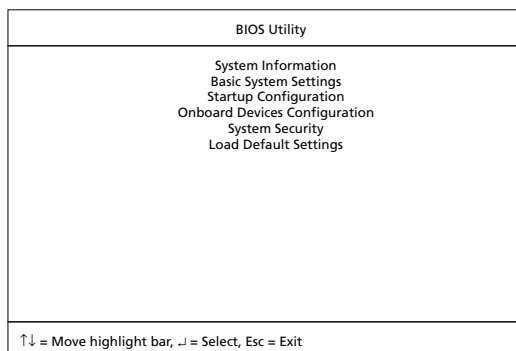 BIOS Utility
System Information
Basic System Settings
Startup Configuration
Onboard Devices Configuration
System Security
Load Default Settings
↑↓ = Move highlight bar, ↵ = Select, Esc = Exit